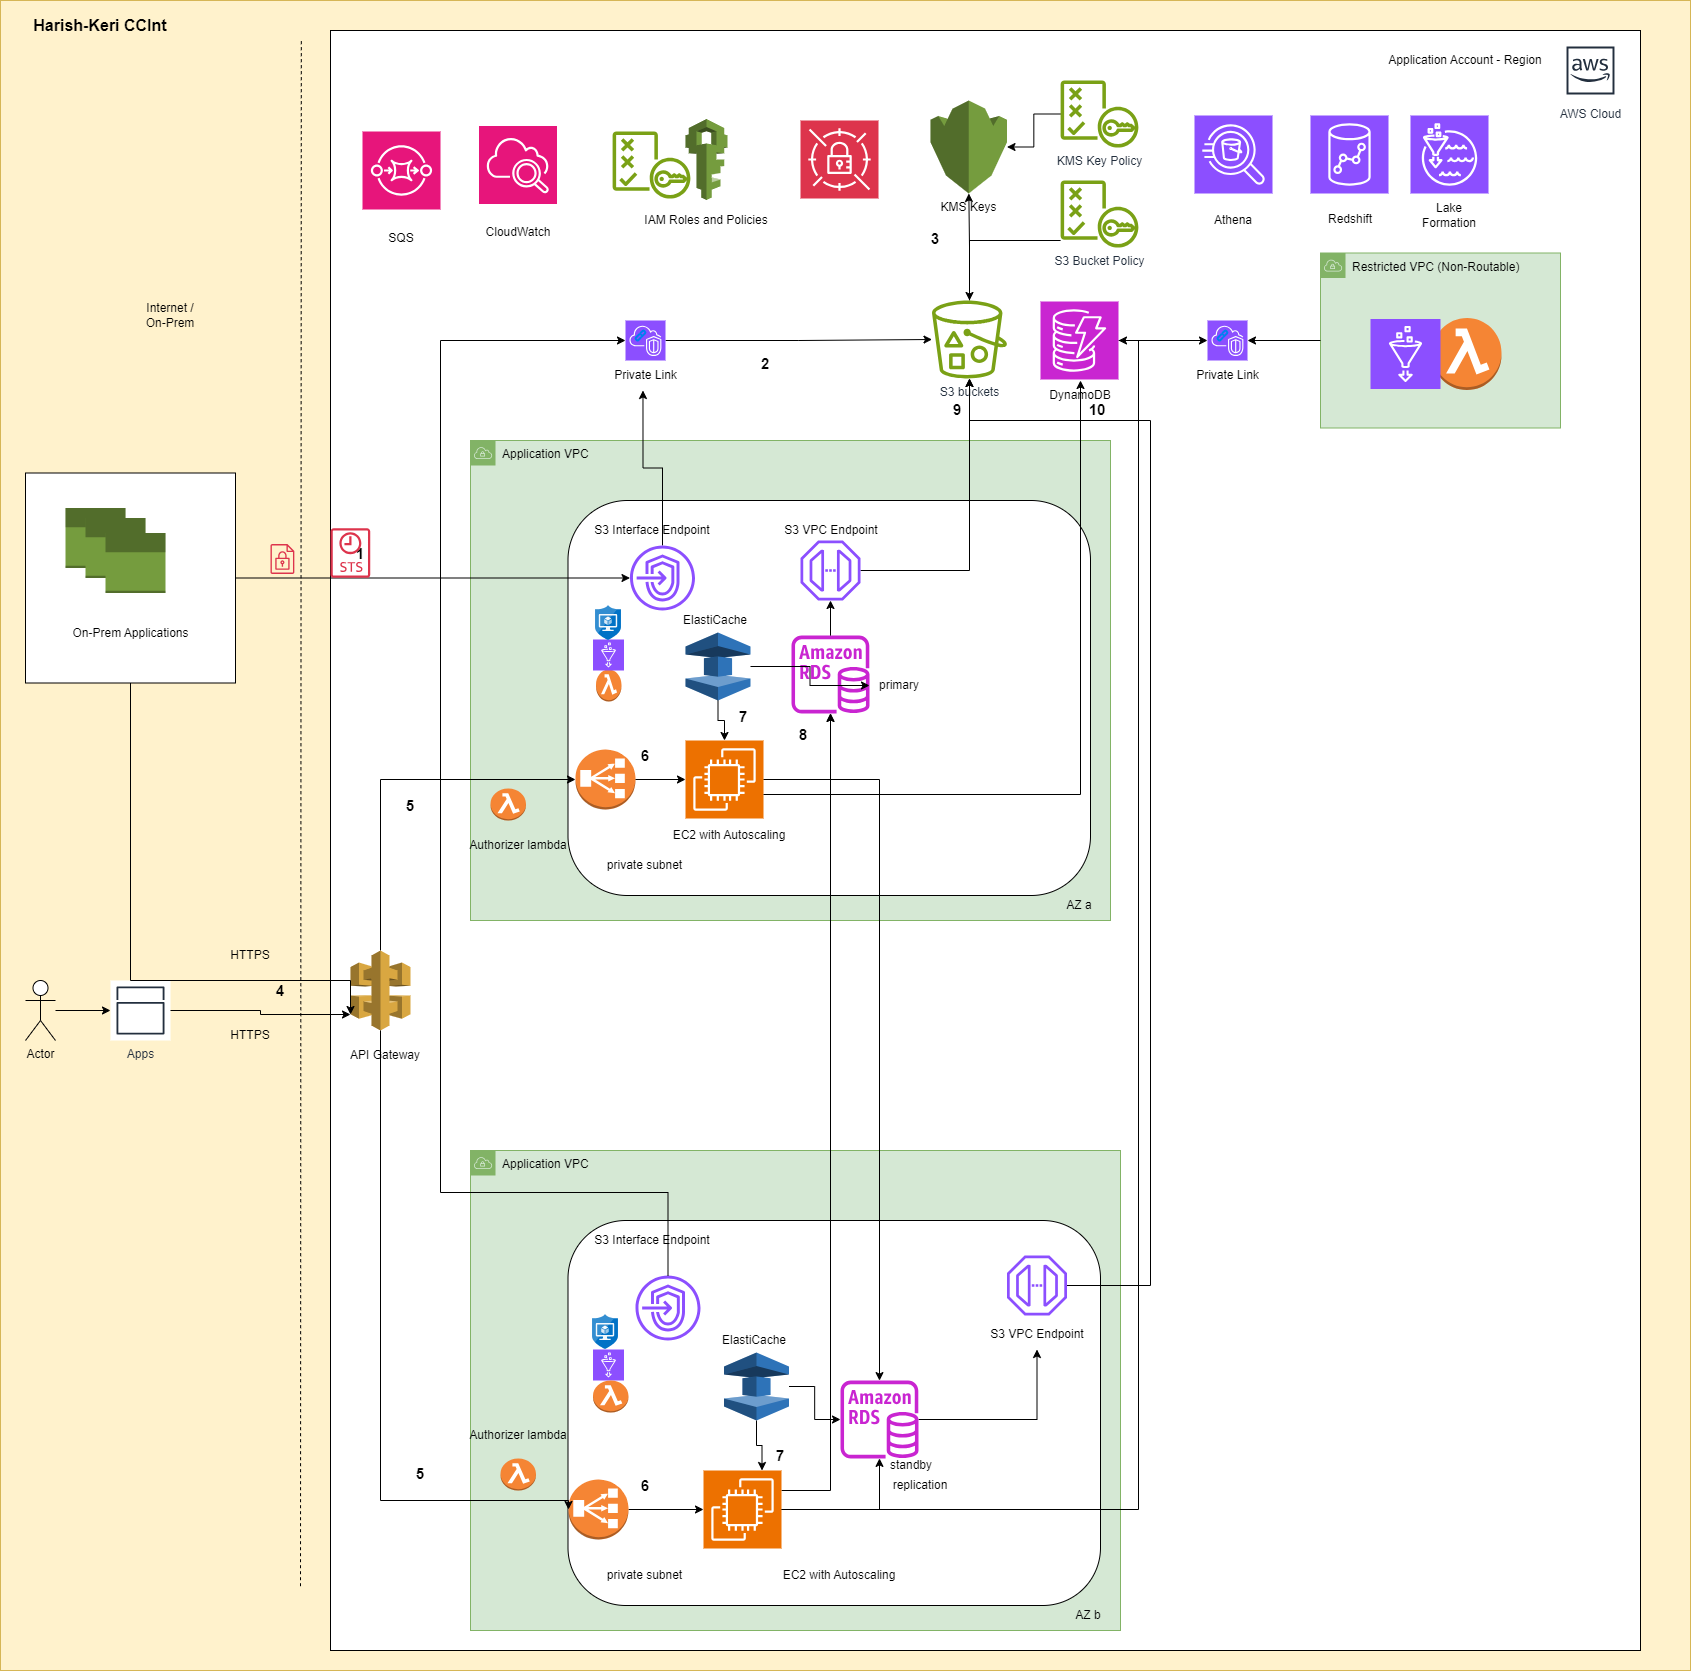 Harish-Keri CCInt
Application Account - Region
aws
AWS Cloud
SQS
CloudWatch
IAM Roles and Policies
KMS Keys
KMS Key Policy
S3 Bucket Policy
Athena
Redshift
Lake
Formation
3
Restricted VPC (Non-Routable)
Internet /
On-Prem
Private Link
2
S3 buckets
DynamoDB
Private Link
9
10
Application VPC
S3 Interface Endpoint
S3 VPC Endpoint
1
STS
On-Prem Applications
ElastiCache
Amazon
RDS
primary
7
8
6
5
Authorizer lambda
EC2 with Autoscaling
private subnet
AZ a
HTTPS
4
HTTPS
Actor
Apps
API Gateway
Application VPC
S3 Interface Endpoint
S3 VPC Endpoint
ElastiCache
Amazon
RDS
standby
replication
Authorizer lambda
7
5
6
private subnet
EC2 with Autoscaling
AZ b